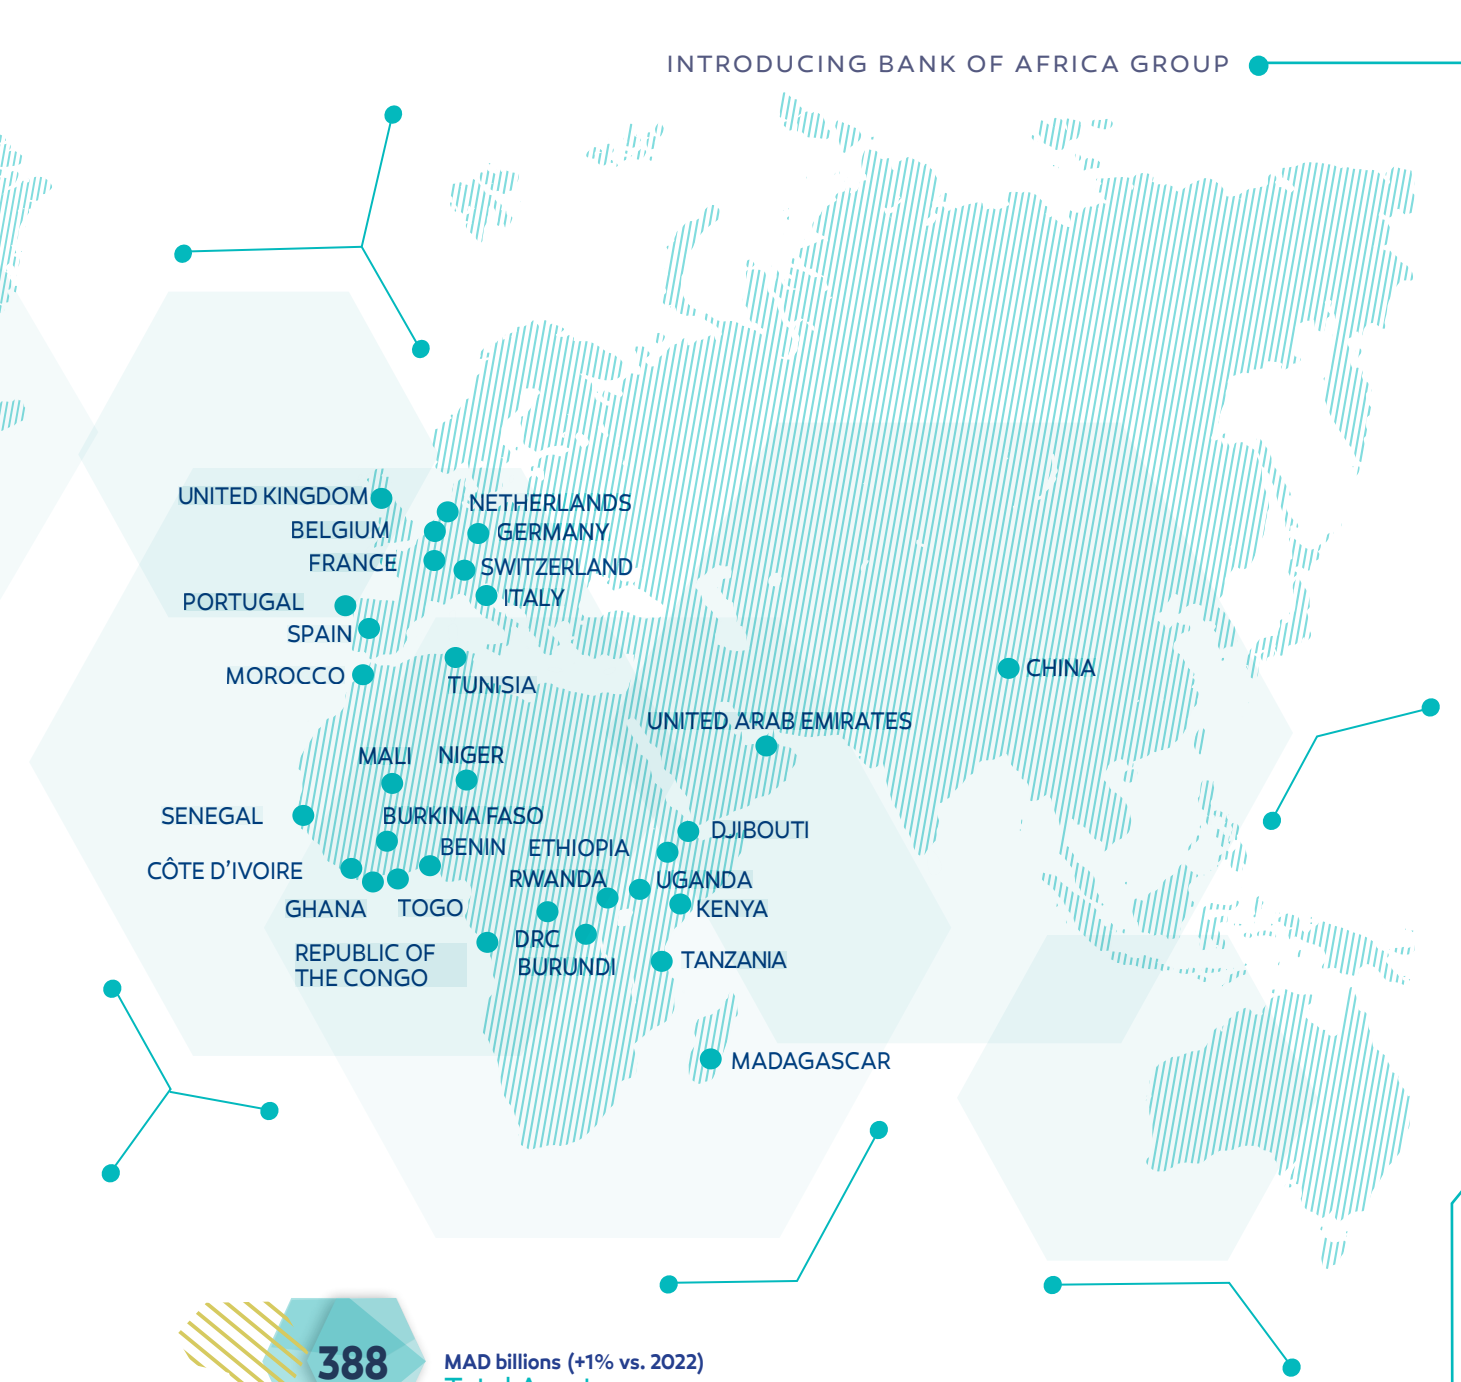 INTRODUCING BANK OF AFRICA GROUP
UNITED KINGDOM
NETHERLANDS
BELGIUM
GERMANY
FRANCE
SWITZERLAND
ITALY
PORTUGAL
SPAIN
MOROCCO
TUNISIA
CHINA
UNITED ARAB EMIRATES
MALI
NIGER
SENEGAL
BURKINA FASO
DJIBOUTI
BENIN
ETHIOPIA
CÔTE D’IVOIRE
RWANDA
UGANDA
GHANA
TOGO
KENYA
DRC
REPUBLIC OF
THE CONGO
BURUNDI
TANZANIA
MADAGASCAR
388
MAD billions (+1% vs. 2022)